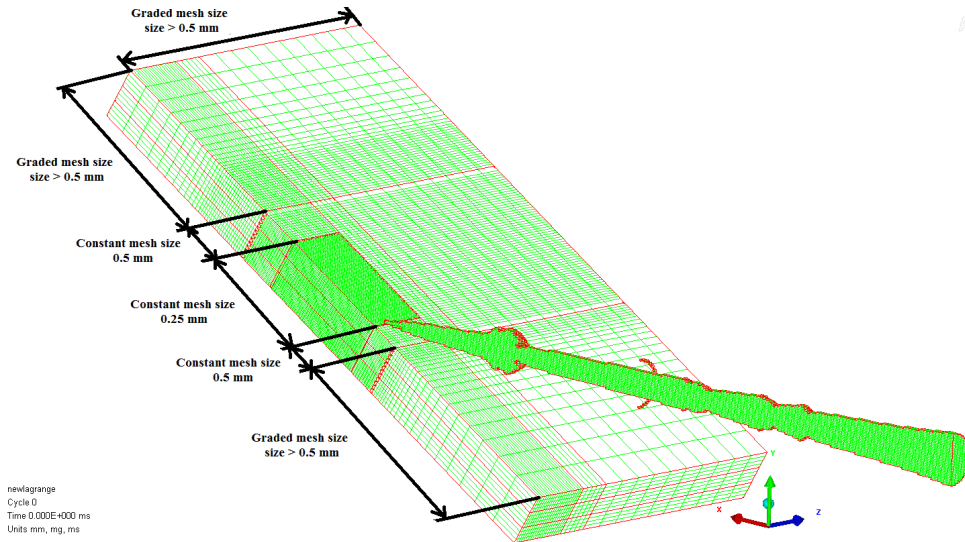 Graded mesh size
size > 0.5 mm
Graded mesh size
size > 0.5 mm
Constant mesh size
0.5 mm
Constant mesh size
0.25 mm
Constant mesh size
0.5 mm
Graded mesh size
size > 0.5 mm
Y
X
Z
newlagrange
Cycle 0
Time 0.000E+000 ms
Units mm, mg, ms